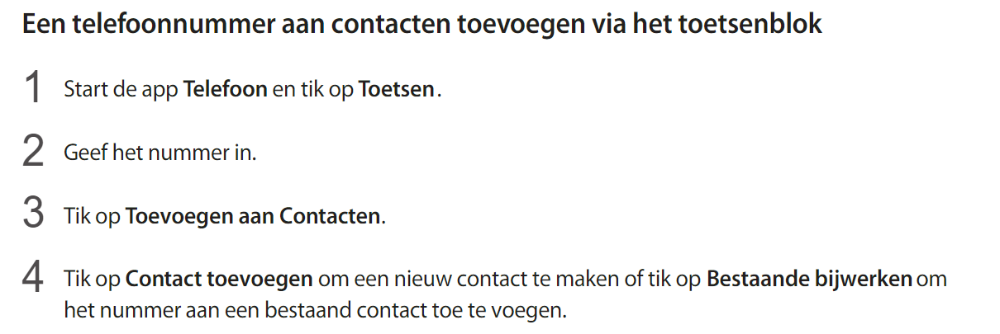 Een telefoonnummer aan contacten toevoegen via het toetsenblok
1 Start de app Telefoon en tik op Toetsen.
2 Geef het nummer in.
3 Tik op Toevoegen aan Contacten.
4 Tik op Contact toevoegen om een nieuw contact te maken of tik op Bestaande bijwerken om
het nummer aan een bestaand contact toe te voegen.